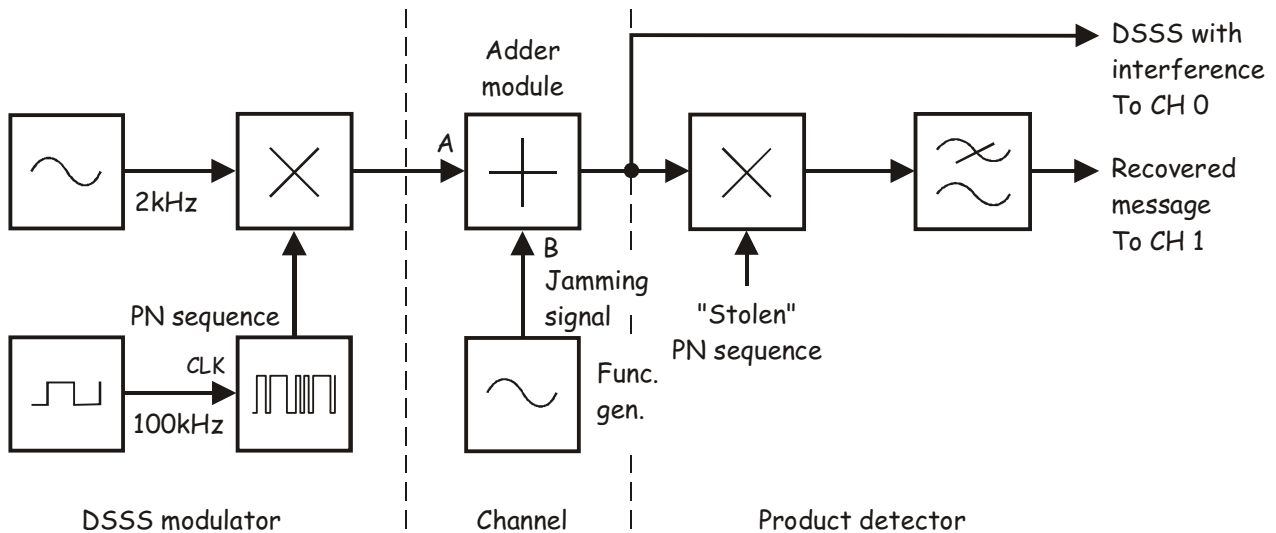 DSSS with
interference
To CH 0
Adder
module
A
2kHz
Recovered
message
To CH 1
B
Jamming
signal
PN sequence
"Stolen"
PN sequence
CLK
100kHz
Func.
gen.
DSSS modulator
Channel
Product detector